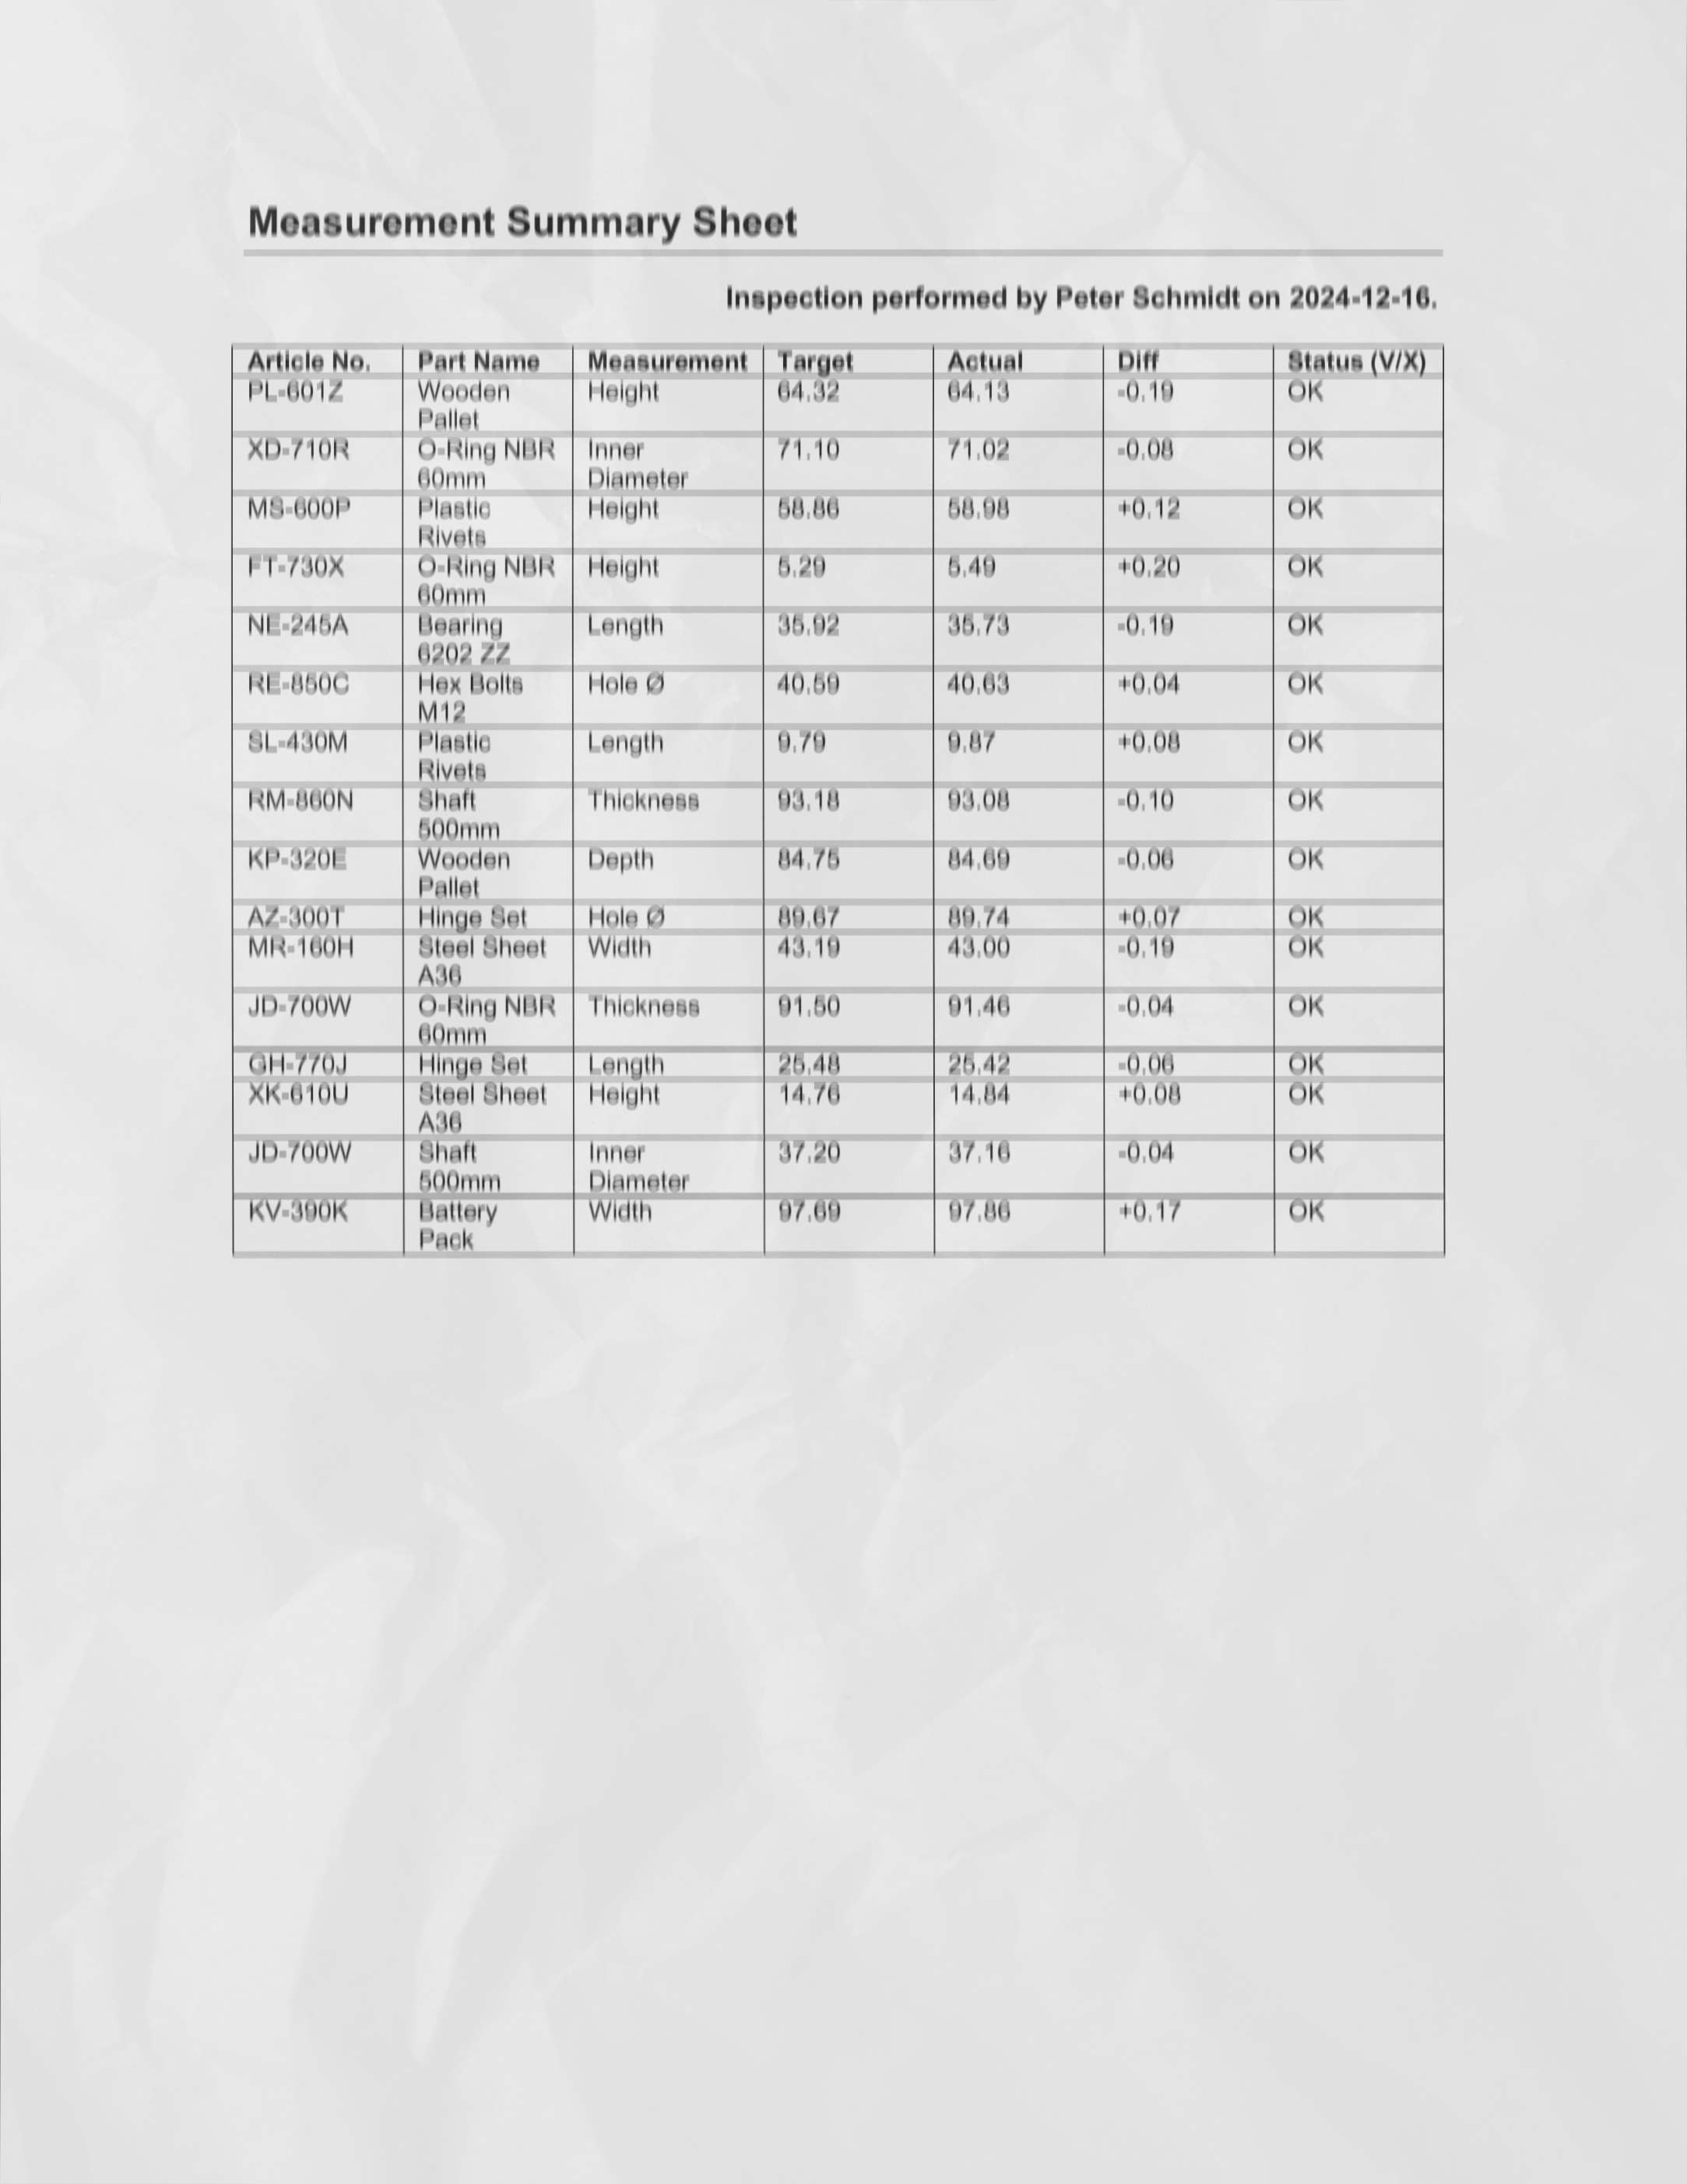 Measurement Summary Sheet
Inspection performed by Peter Schmidt on 2024-12-16.
Article No. Part Name Measurement Target Actual Diff Status (V/X)
PL-601Z Wooden Pallet Height 64.32 64.13 -0.19 OK
XD-710R O-Ring NBR 60mm Inner Diameter 71.10 71.02 -0.08 OK
MS-600P Plastic Rivets Height 58.86 58.98 +0.12 OK
FT-730X O-Ring NBR 60mm Height 5.29 5.49 +0.20 OK
NE-245A Bearing 6202 ZZ Length 35.92 35.73 -0.19 OK
RE-850C Hex Bolts M12 Hole Ø 40.59 40.63 +0.04 OK
SL-430M Plastic Rivets Length 9.79 9.87 +0.08 OK
RM-860N Shaft 500mm Thickness 93.18 93.08 -0.10 OK
KP-320E Wooden Pallet Depth 84.75 84.69 -0.06 OK
AZ-300T Hinge Set Hole Ø 89.67 89.74 +0.07 OK
MR-160H Steel Sheet A36 Width 43.19 43.00 -0.19 OK
JD-700W O-Ring NBR 60mm Thickness 91.50 91.46 -0.04 OK
GH-770J Hinge Set Length 25.48 25.42 -0.06 OK
XK-610U Steel Sheet A36 Height 14.76 14.84 +0.08 OK
JD-700W Shaft 500mm Inner Diameter 37.20 37.16 -0.04 OK
KV-390K Battery Pack Width 97.69 97.86 +0.17 OK